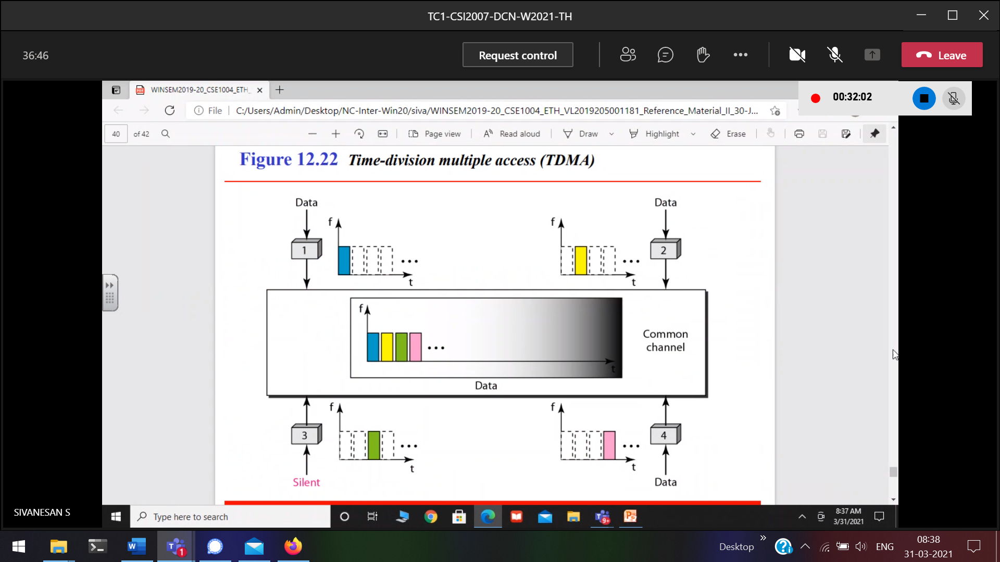 TC1-CSI2007-DCN-W2021-TH
36:46
Request control
Leave
WINSEM2019-20_CSE1004_ETH_
00:32:02
File
C:/Users/Admin/Desktop/NC-Inter-Win20/siva/WINSEM2019-20_CSE1004_ETH_VL2019205001181_Reference_Material_II_30-J...
40 of 42
Page view
Read aloud
Draw
Highlight
Erase
Figure 12.22 Time-division multiple access (TDMA)
Data
Data
f
f
1
2
...
...
t
t
f
Common
channel
...
t
Data
f
f
3
4
...
...
t
t
Silent
Data
SIVANESAN S
Type here to search
9+
8:37 AM
3/31/2021
1
Desktop
ENG
08:38
31-03-2021